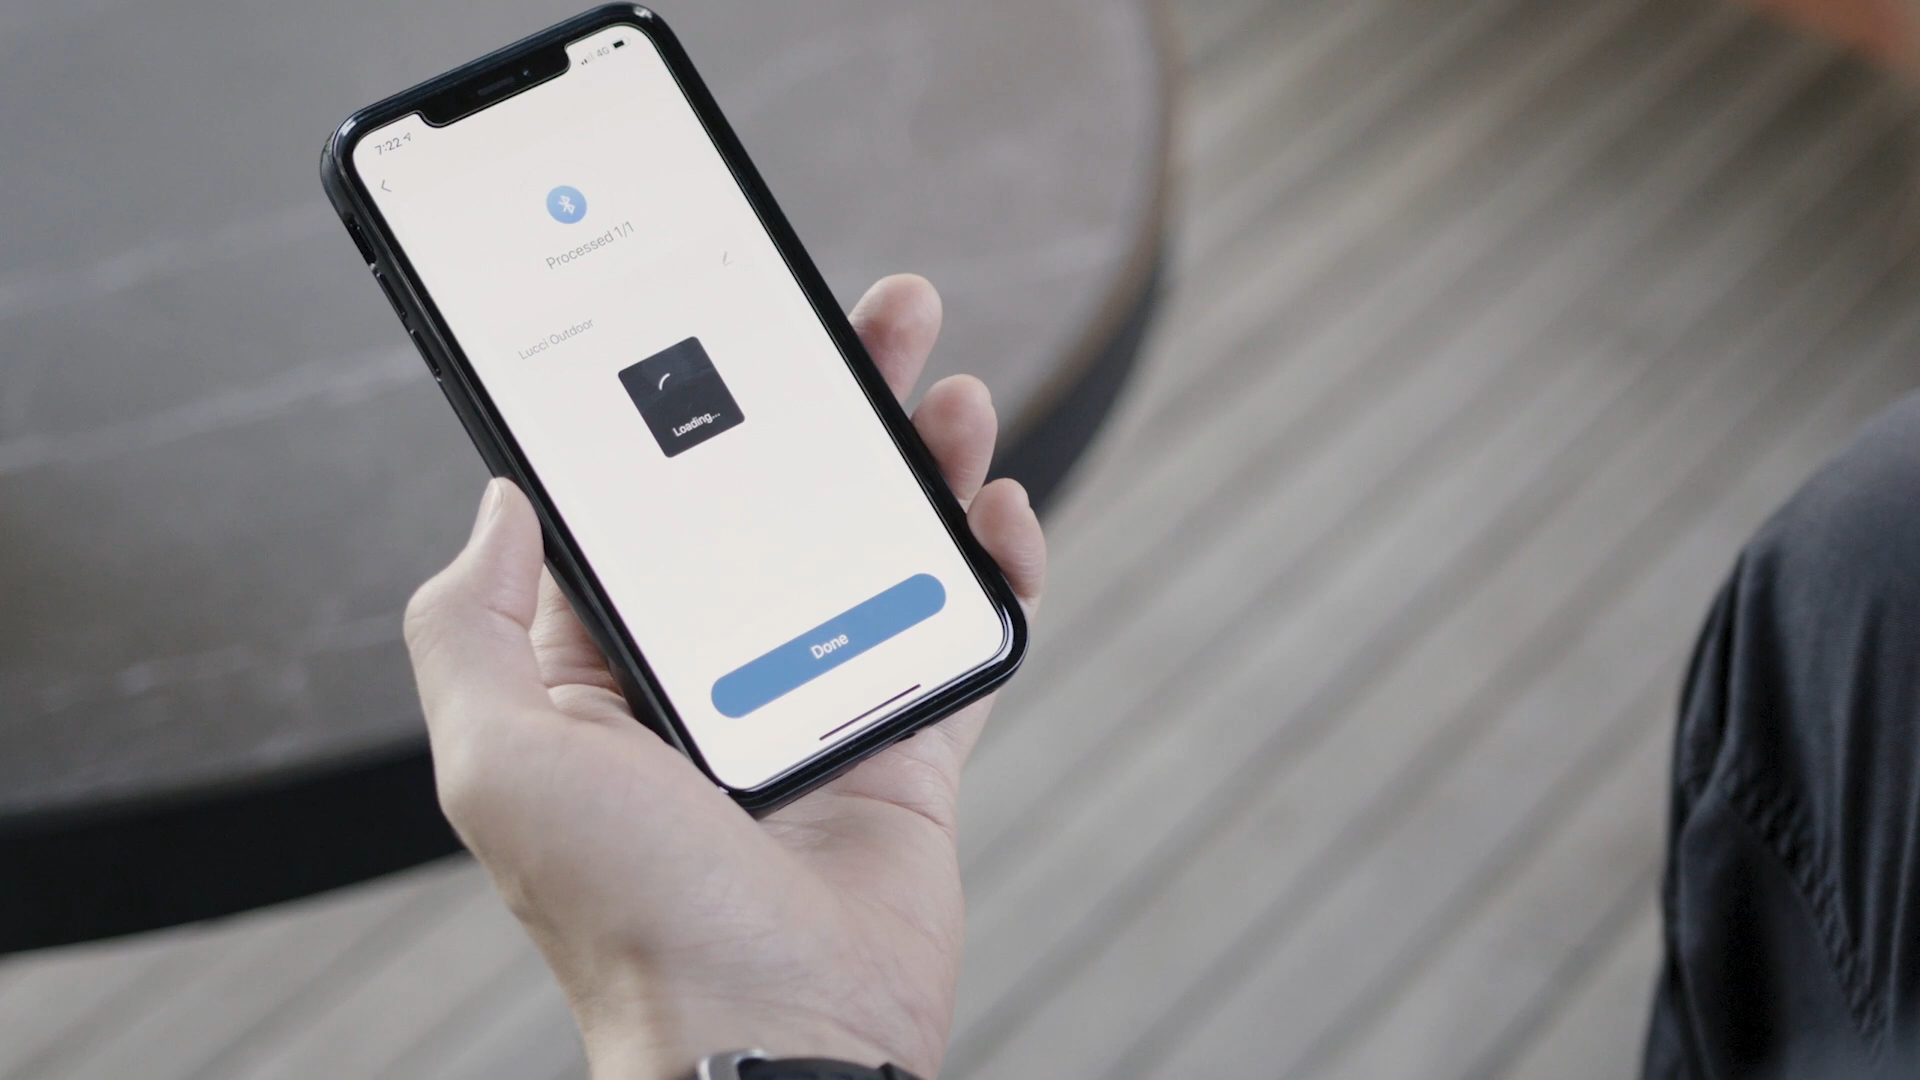 7:22
4G
Processed 1/1
Lucci Outdoor
Loading...
Done